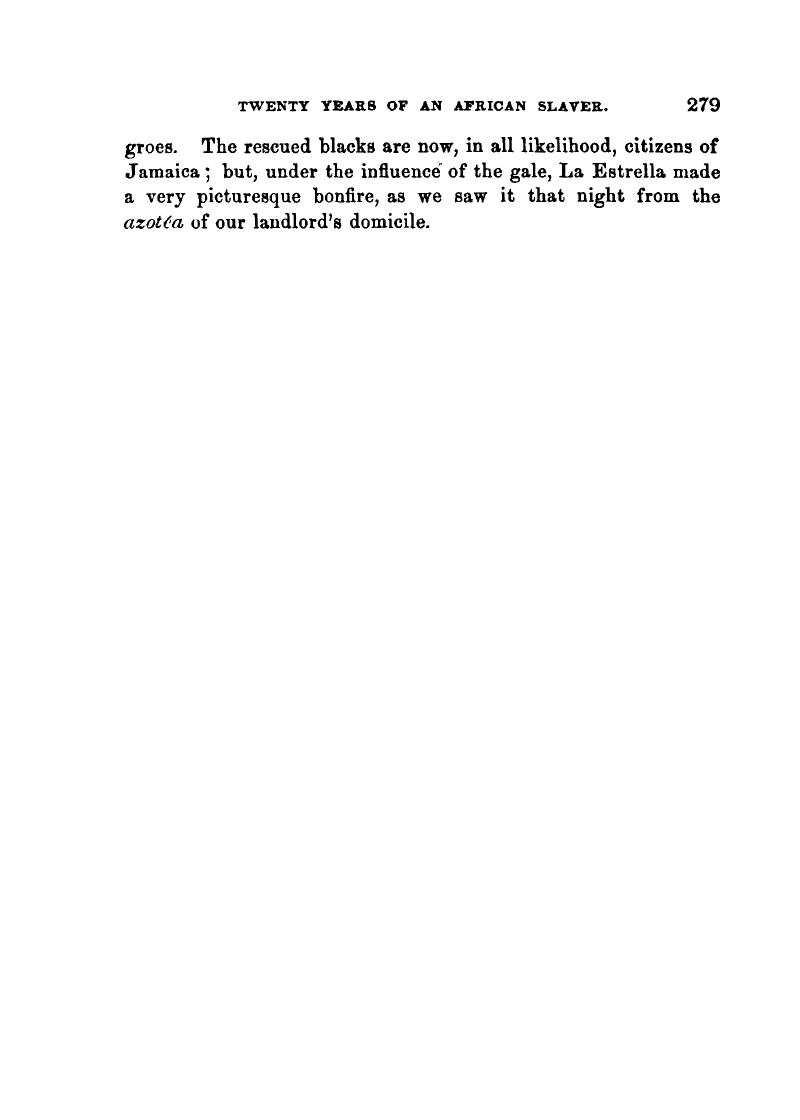 TWENTY YEARS OF AN AFRICAN SLAVER. 279
groes. The rescued blacks are now, in all likelihood, citizens of
Jamaica; but, under the influence of the gale, La Estrella made
a very picturesque bonfire, as we saw it that night from the
azotéa of our landlord's domicile.